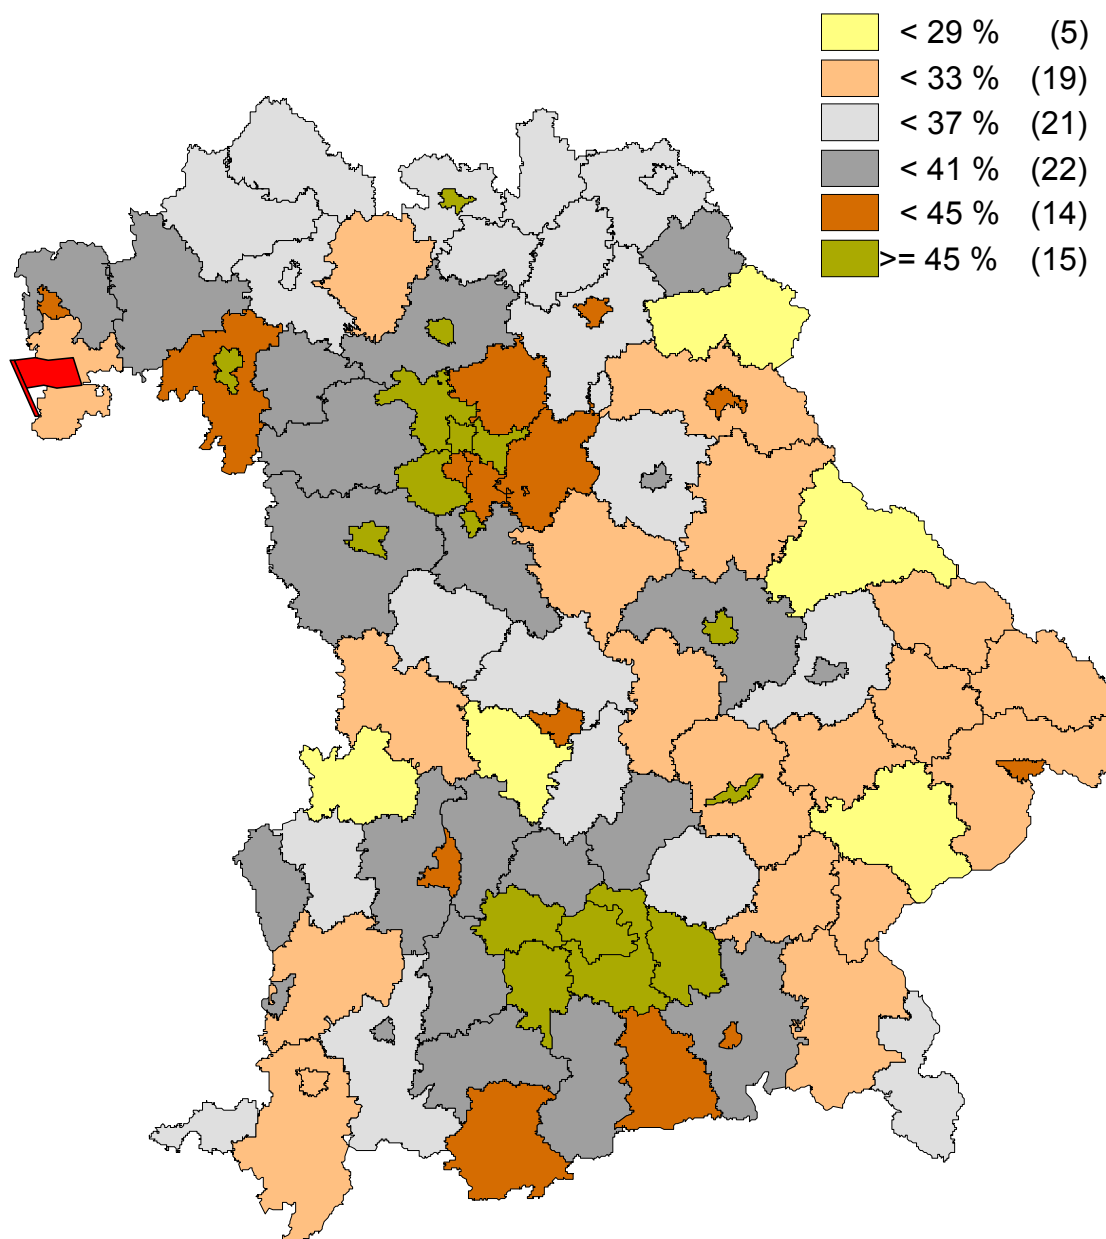 < 29 % (5)
< 33 % (19)
< 37 % (21)
< 41 % (22)
< 45 % (14)
>= 45 % (15)